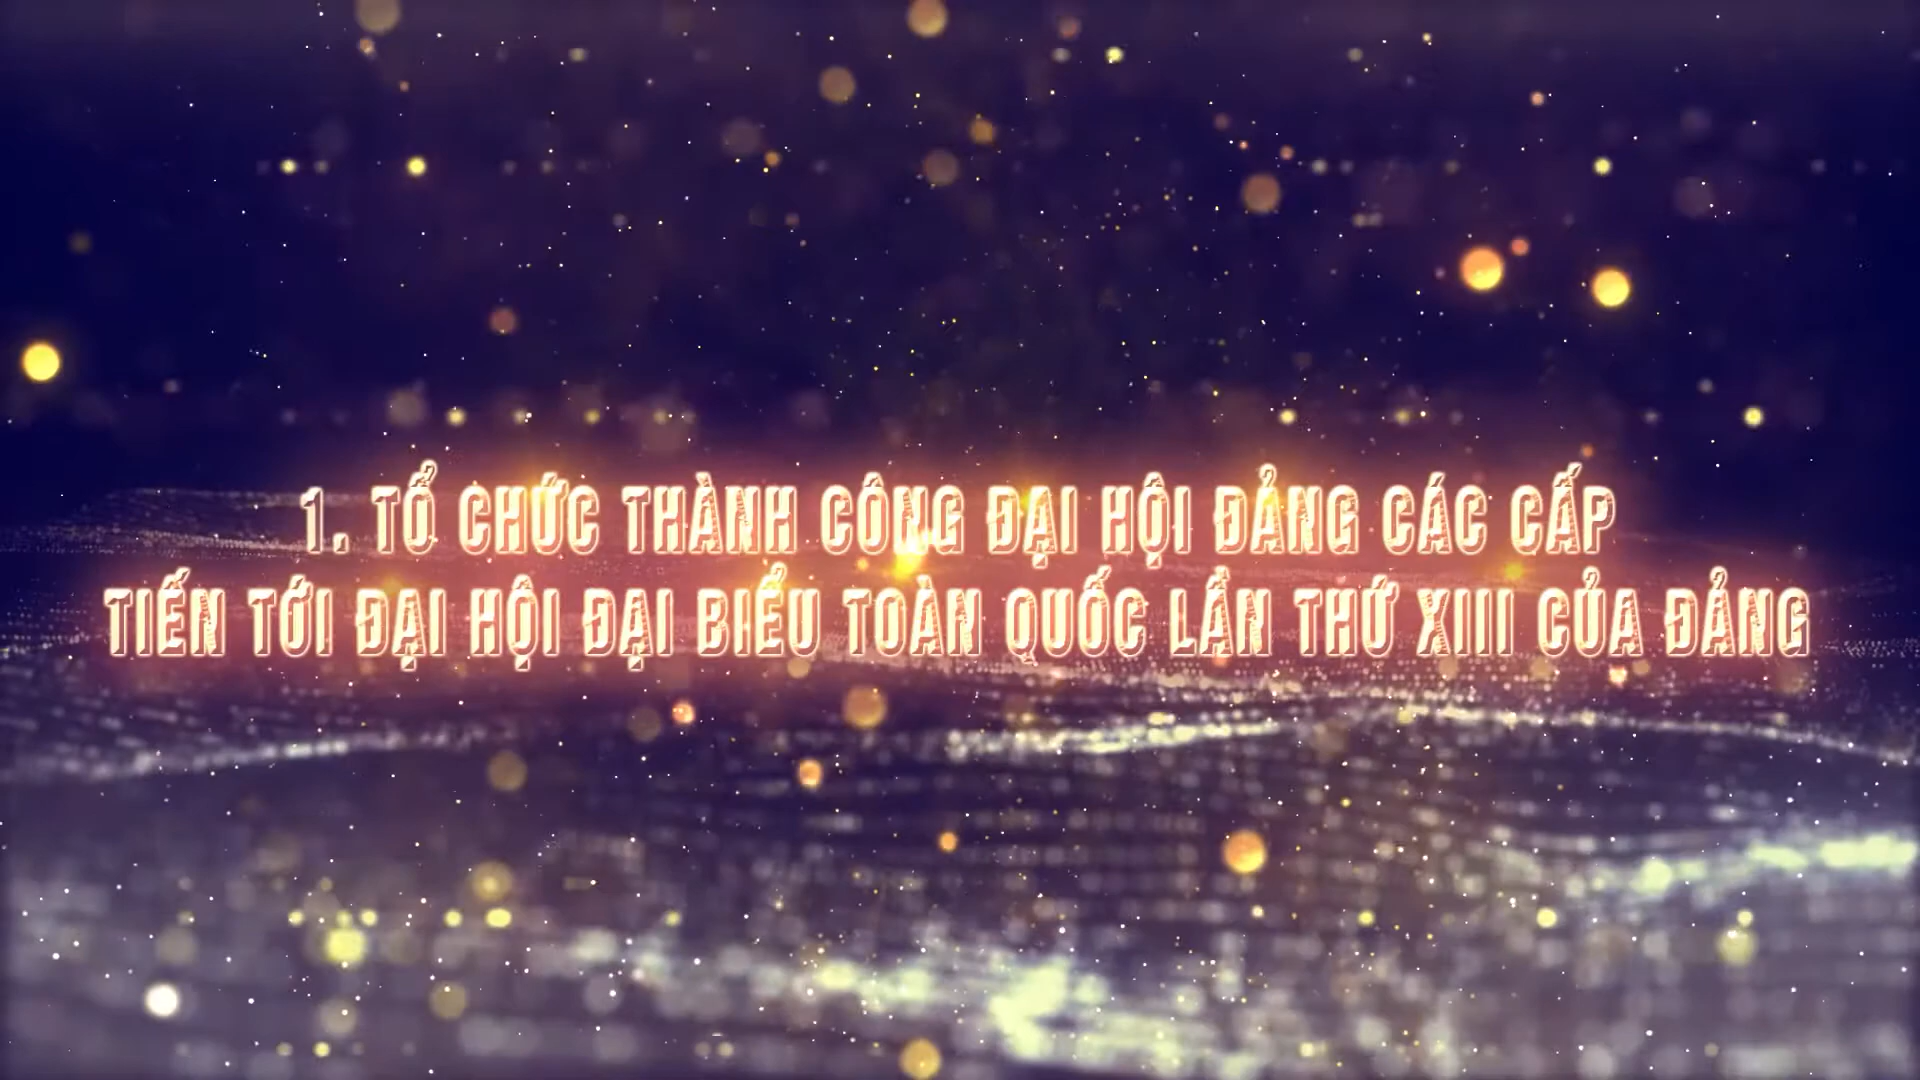 1. TỔ CHỨC THÀNH CÔNG ĐẠI HỘI ĐẢNG CÁC CẤP
TIẾN TỚI ĐẠI HỘI ĐẠI BIỂU TOÀN QUỐC LẦN THỨ XIII CỦA ĐẢNG